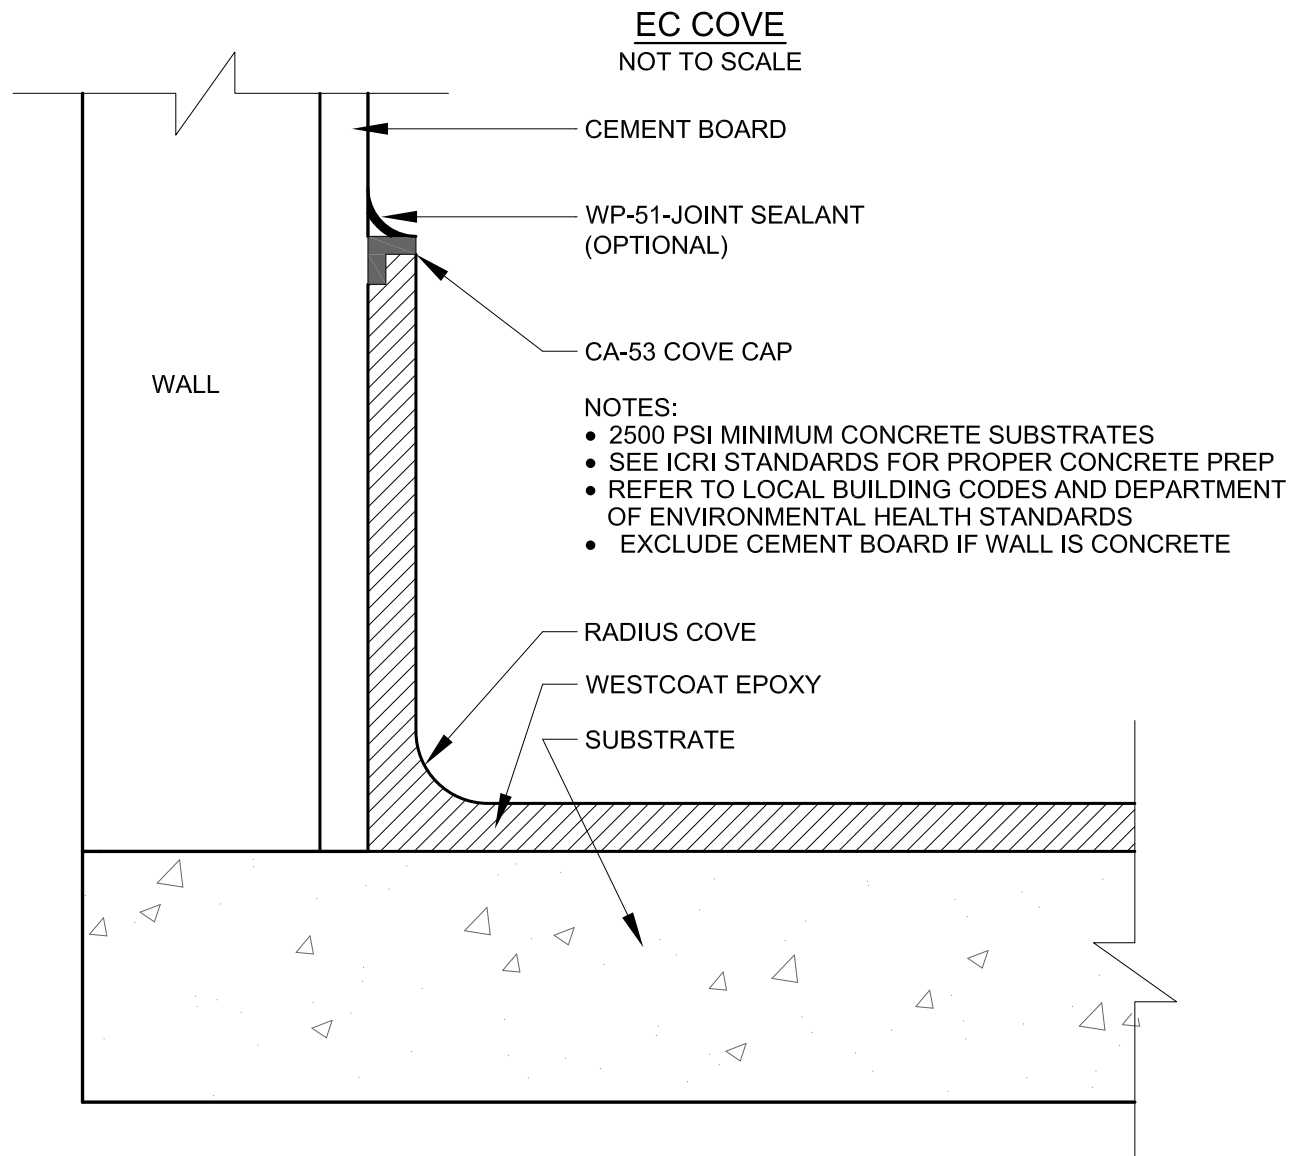 EC COVE
NOT TO SCALE
CEMENT BOARD
WP-51-JOINT SEALANT
(OPTIONAL)
CA-53 COVE CAP
WALL
NOTES:
• 2500 PSI MINIMUM CONCRETE SUBSTRATES
• SEE ICRI STANDARDS FOR PROPER CONCRETE PREP
• REFER TO LOCAL BUILDING CODES AND DEPARTMENT
OF ENVIRONMENTAL HEALTH STANDARDS
• EXCLUDE CEMENT BOARD IF WALL IS CONCRETE
RADIUS COVE
WESTCOAT EPOXY
SUBSTRATE